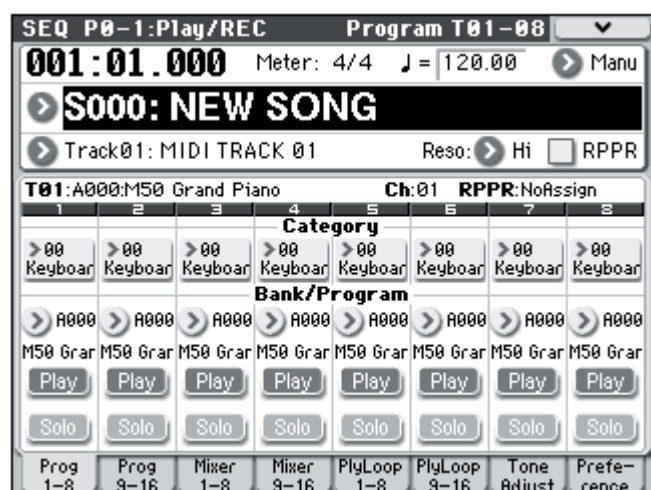 SEQ P0-1:Play/REC Program T01-08
001:01.000 Meter: 4/4 ♩= 120.00 Manu
S000: NEW SONG
Track01: MIDI TRACK 01 Reso: Hi RPPR
T01:A000:M50 Grand Piano Ch:01 RPPR:NoAssign
1 2 3 4 5 6 7 8
Category
00 00 00 00 00 00 00 00
Keyboar Keyboar Keyboar Keyboar Keyboar Keyboar Keyboar Keyboar
Bank/Program
A000 A000 A000 A000 A000 A000 A000 A000
M50 Grar M50 Grar M50 Grar M50 Grar M50 Grar M50 Grar M50 Grar M50 Grar
Play Play Play Play Play Play Play Play
Solo Solo Solo Solo Solo Solo Solo Solo
Prog Prog Mixer Mixer PlyLoop PlyLoop Tone Prefe-
1-8 9-16 1-8 9-16 1-8 9-16 Adjust rence